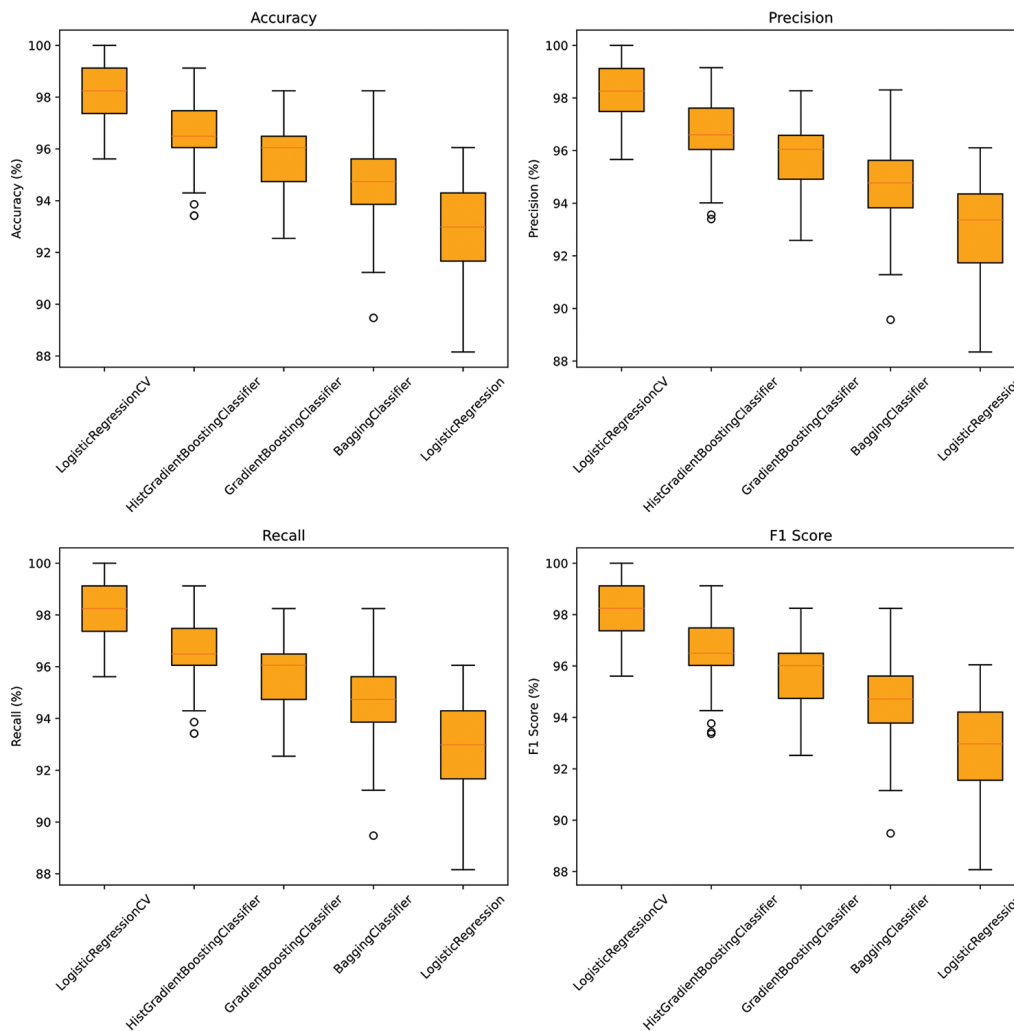 Accuracy
Accuracy (%)
100
98
96
94
92
90
88
LogisticRegressionCV
HistGradientBoostingClassifier
GradientBoostingClassifier
BaggingClassifier
LogisticRegression
Precision
Precision (%)
100
98
96
94
92
90
88
LogisticRegressionCV
HistGradientBoostingClassifier
GradientBoostingClassifier
BaggingClassifier
LogisticRegression
Recall
Recall (%)
100
98
96
94
92
90
88
LogisticRegressionCV
HistGradientBoostingClassifier
GradientBoostingClassifier
BaggingClassifier
LogisticRegression
F1 Score
F1 Score (%)
100
98
96
94
92
90
88
LogisticRegressionCV
HistGradientBoostingClassifier
GradientBoostingClassifier
BaggingClassifier
LogisticRegression